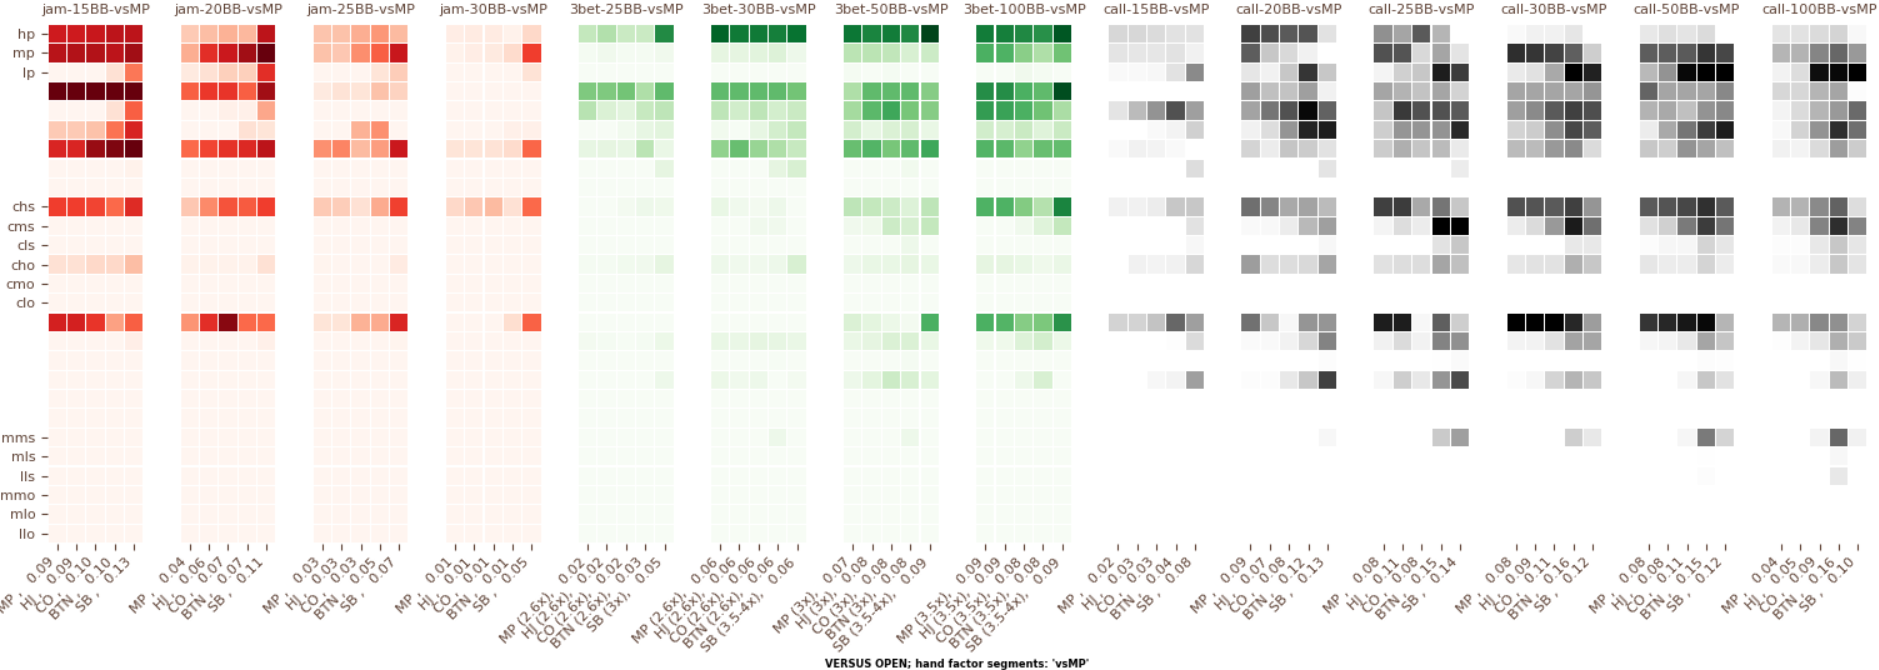 jam-15BB-vsMP jam-20BB-vsMP jam-25BB-vsMP jam-30BB-vsMP 3bet-25BB-vsMP 3bet-30BB-vsMP 3bet-50BB-vsMP 3bet-100BB-vsMP call-15BB-vsMP call-20BB-vsMP call-25BB-vsMP call-30BB-vsMP call-50BB-vsMP call-100BB-vsMP
hp
mp
lp
chs
cms
cls
cho
cmo
clo
mms
mls
lls
mmo
mlo
llo
MP , 0.09
HJ , 0.09
CO , 0.10
BTN , 0.10
SB , 0.13
MP , 0.04
HJ , 0.06
CO , 0.07
BTN , 0.07
SB , 0.11
MP , 0.03
HJ , 0.03
CO , 0.03
BTN , 0.05
SB , 0.07
MP , 0.01
HJ , 0.01
CO , 0.01
BTN , 0.01
SB , 0.05
MP (2.6x), 0.02
HJ (2.6x), 0.02
CO (2.6x), 0.02
BTN (2.6x), 0.03
SB (3x), 0.05
MP (2.6x), 0.06
HJ (2.6x), 0.06
CO (2.6x), 0.06
BTN (2.6x), 0.06
SB (3.5-4x), 0.06
MP (3x), 0.07
HJ (3x), 0.08
CO (3x), 0.08
BTN (3x), 0.08
SB (3.5-4x), 0.09
MP (3.5x), 0.09
HJ (3.5x), 0.09
CO (3.5x), 0.08
BTN (3.5x), 0.08
SB (3.5-4x), 0.09
MP , 0.02
HJ , 0.03
CO , 0.03
BTN , 0.04
SB , 0.08
MP , 0.09
HJ , 0.07
CO , 0.08
BTN , 0.12
SB , 0.13
MP , 0.08
HJ , 0.11
CO , 0.08
BTN , 0.15
SB , 0.14
MP , 0.08
HJ , 0.09
CO , 0.11
BTN , 0.16
SB , 0.12
MP , 0.08
HJ , 0.08
CO , 0.11
BTN , 0.15
SB , 0.12
MP , 0.04
HJ , 0.05
CO , 0.09
BTN , 0.16
SB , 0.10
VERSUS OPEN; hand factor segments: 'vsMP'